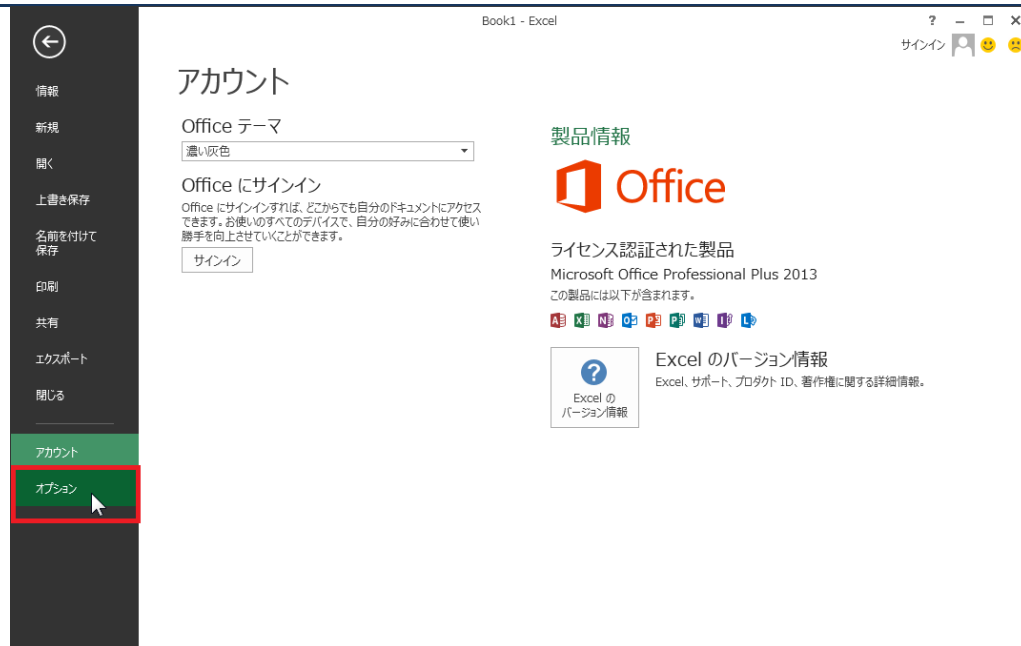 Book1 - Excel
?
サインイン
情報
新規
開く
上書き保存
名前を付けて
保存
印刷
共有
エクスポート
閉じる
アカウント
オプション
アカウント
Office テーマ
濃い灰色
Office にサインイン
Office にサインインすれば、どこからでも自分のドキュメントにアクセス
できます。お使いのすべてのデバイスで、自分の好みに合わせて使い
勝手を向上させていくことができます。
サインイン
製品情報
Office
ライセンス認証された製品
Microsoft Office Professional Plus 2013
この製品には以下が含まれます。
?
Excel の
バージョン情報
Excel のバージョン情報
Excel、サポート、プロダクト ID、著作権に関する詳細情報。